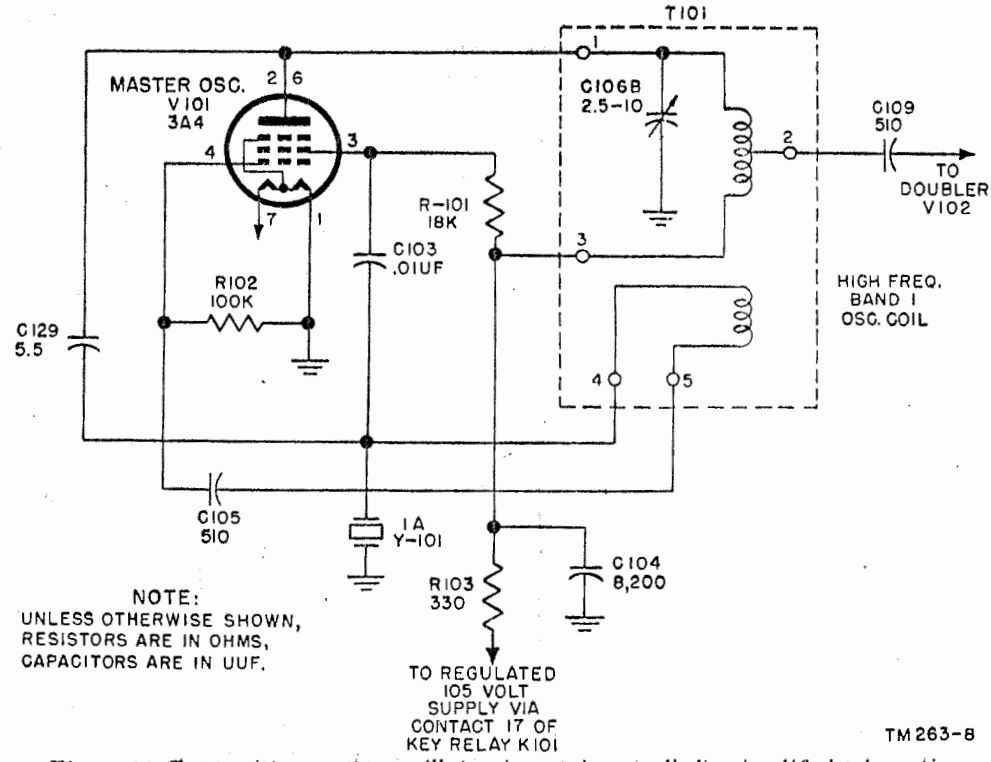 T101
1
2 6
MASTER OSC.
V101
3A4
C106B
2.5-10
C109
510
2
3
4
TO
DOUBLER
V102
R-101
18K
7
1
3
C103
.01UF
R102
100K
HIGH FREQ.
BAND 1
OSC. COIL
C129
5.5
4
5
C105
510
1A
Y-101
C104
8,200
R103
330
NOTE:
UNLESS OTHERWISE SHOWN,
RESISTORS ARE IN OHMS,
CAPACITORS ARE IN UUF.
TO REGULATED
105 VOLT
SUPPLY VIA
CONTACT 17 OF
KEY RELAY K101
TM263-8